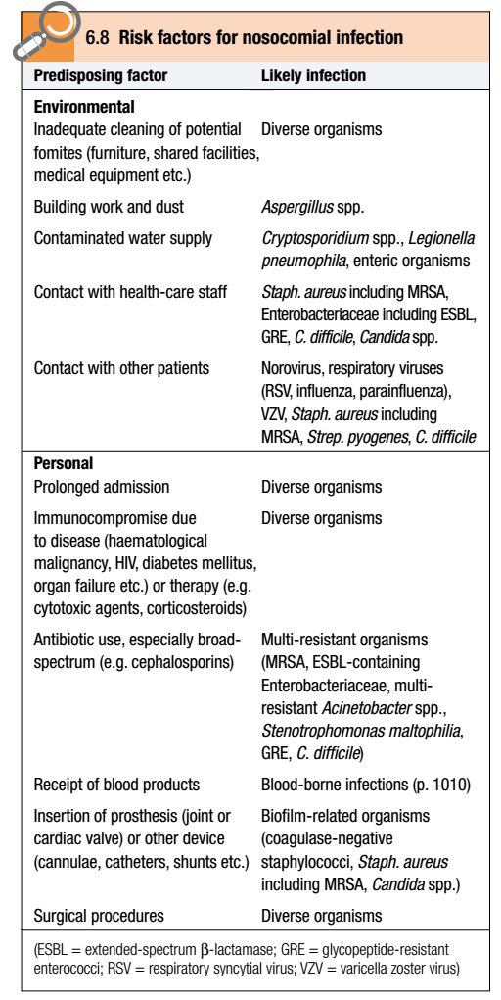 6.8 Risk factors for nosocomial infection
Predisposing factor Likely infection
Environmental
Inadequate cleaning of potential Diverse organisms
fomites (furniture, shared facilities,
medical equipment etc.)
Building work and dust Aspergillus spp.
Contaminated water supply Cryptosporidium spp., Legionella
pneumophila, enteric organisms
Contact with health-care staff Staph. aureus including MRSA,
Enterobacteriaceae including ESBL,
GRE, C. difficile, Candida spp.
Contact with other patients Norovirus, respiratory viruses
(RSV, influenza, parainfluenza),
VZV, Staph. aureus including
MRSA, Strep. pyogenes, C. difficile
Personal
Prolonged admission Diverse organisms
Immunocompromise due Diverse organisms
to disease (haematological
malignancy, HIV, diabetes mellitus,
organ failure etc.) or therapy (e.g.
cytotoxic agents, corticosteroids)
Antibiotic use, especially broad- Multi-resistant organisms
spectrum (e.g. cephalosporins) (MRSA, ESBL-containing
Enterobacteriaceae, multi-
resistant Acinetobacter spp.,
Stenotrophomonas maltophilia,
GRE, C. difficile)
Receipt of blood products Blood-borne infections (p. 1010)
Insertion of prosthesis (joint or Biofilm-related organisms
cardiac valve) or other device (coagulase-negative
(cannulae, catheters, shunts etc.) staphylococci, Staph. aureus
including MRSA, Candida spp.)
Surgical procedures Diverse organisms
(ESBL = extended-spectrum β-lactamase; GRE = glycopeptide-resistant
enterococci; RSV = respiratory syncytial virus; VZV = varicella zoster virus)